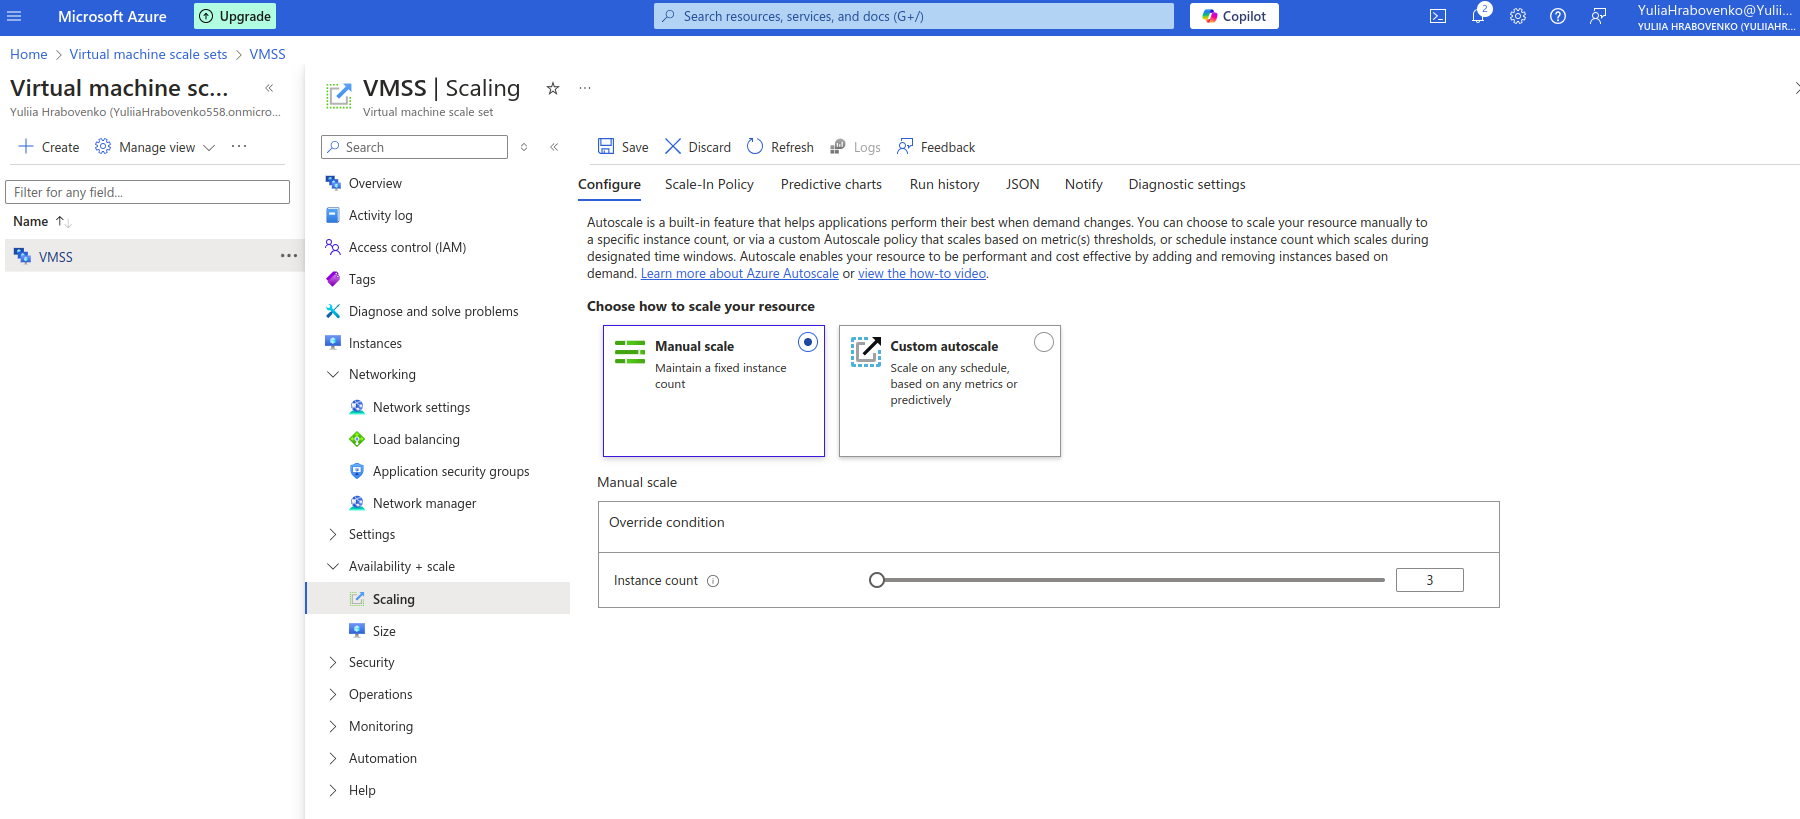 Microsoft Azure
Upgrade
Search resources, services, and docs (G+/)
Copilot
2
YuliaHrabovenko@Yulii...
YULIIA HRABOVENKO (YULIIAHR...
Home > Virtual machine scale sets > VMSS
Virtual machine sc...
Yuliia Hrabovenko (YuliiaHrabovenko558.onmicro...
Create
Manage view
Filter for any field...
Name
VMSS
VMSS | Scaling
Virtual machine scale set
Search
Overview
Activity log
Access control (IAM)
Tags
Diagnose and solve problems
Instances
Networking
Network settings
Load balancing
Application security groups
Network manager
Settings
Availability + scale
Scaling
Size
Security
Operations
Monitoring
Automation
Help
Save
Discard
Refresh
Logs
Feedback
Configure
Scale-In Policy
Predictive charts
Run history
JSON
Notify
Diagnostic settings
Autoscale is a built-in feature that helps applications perform their best when demand changes. You can choose to scale your resource manually to
a specific instance count, or via a custom Autoscale policy that scales based on metric(s) thresholds, or schedule instance count which scales during
designated time windows. Autoscale enables your resource to be performant and cost effective by adding and removing instances based on
demand. Learn more about Azure Autoscale or view the how-to video.
Choose how to scale your resource
Manual scale
Maintain a fixed instance
count
Custom autoscale
Scale on any schedule,
based on any metrics or
predictively
Manual scale
Override condition
Instance count
3